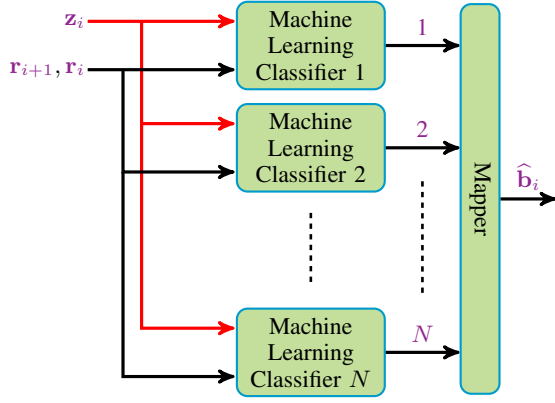 z_i
r_{i+1}, r_i
Machine
Learning
Classifier 1
1
Machine
Learning
Classifier 2
2
Mapper
b̂_i
Machine
Learning
Classifier N
N